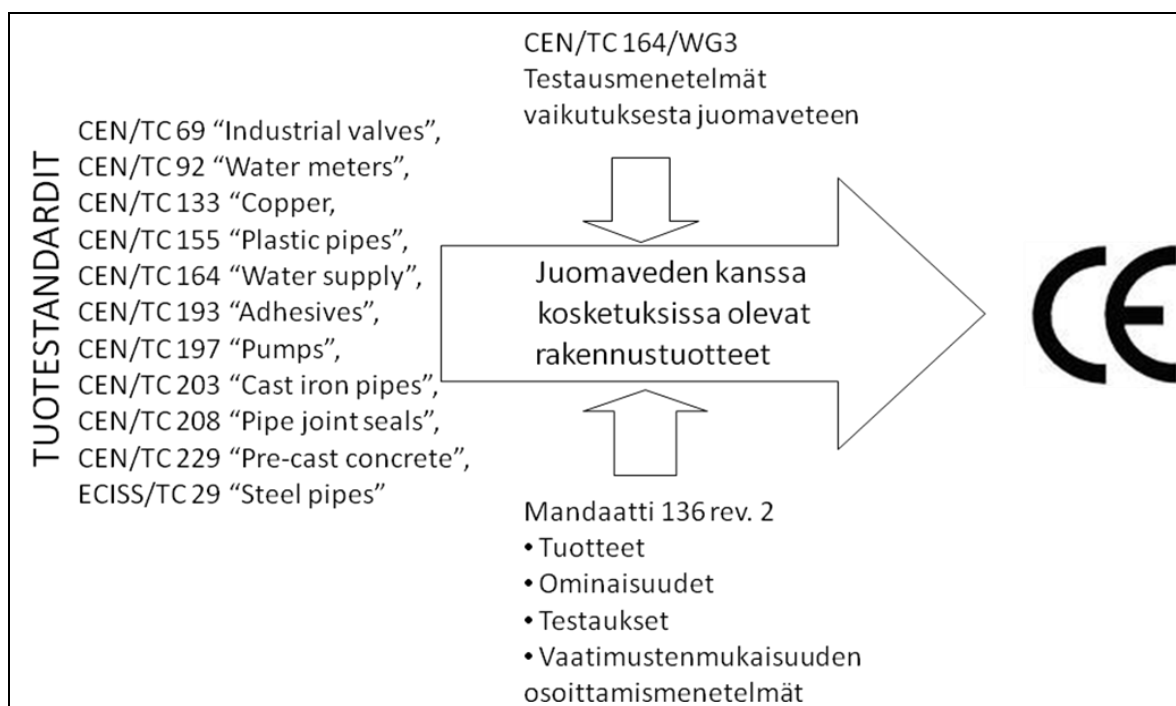 TUOTESTANDARDIT
CEN/TC 69 “Industrial valves”,
CEN/TC 92 “Water meters”,
CEN/TC 133 “Copper,
CEN/TC 155 “Plastic pipes”,
CEN/TC 164 “Water supply”,
CEN/TC 193 “Adhesives”,
CEN/TC 197 “Pumps”,
CEN/TC 203 “Cast iron pipes”,
CEN/TC 208 “Pipe joint seals”,
CEN/TC 229 “Pre-cast concrete”,
ECISS/TC 29 “Steel pipes”
CEN/TC 164/WG3
Testausmenetelmät
vaikutuksesta juomaveteen
Juomaveden kanssa
kosketuksissa olevat
rakennustuotteet
Mandaatti 136 rev. 2
• Tuotteet
• Ominaisuudet
• Testaukset
• Vaatimustenmukaisuuden
osoittamismenetelmät
CE